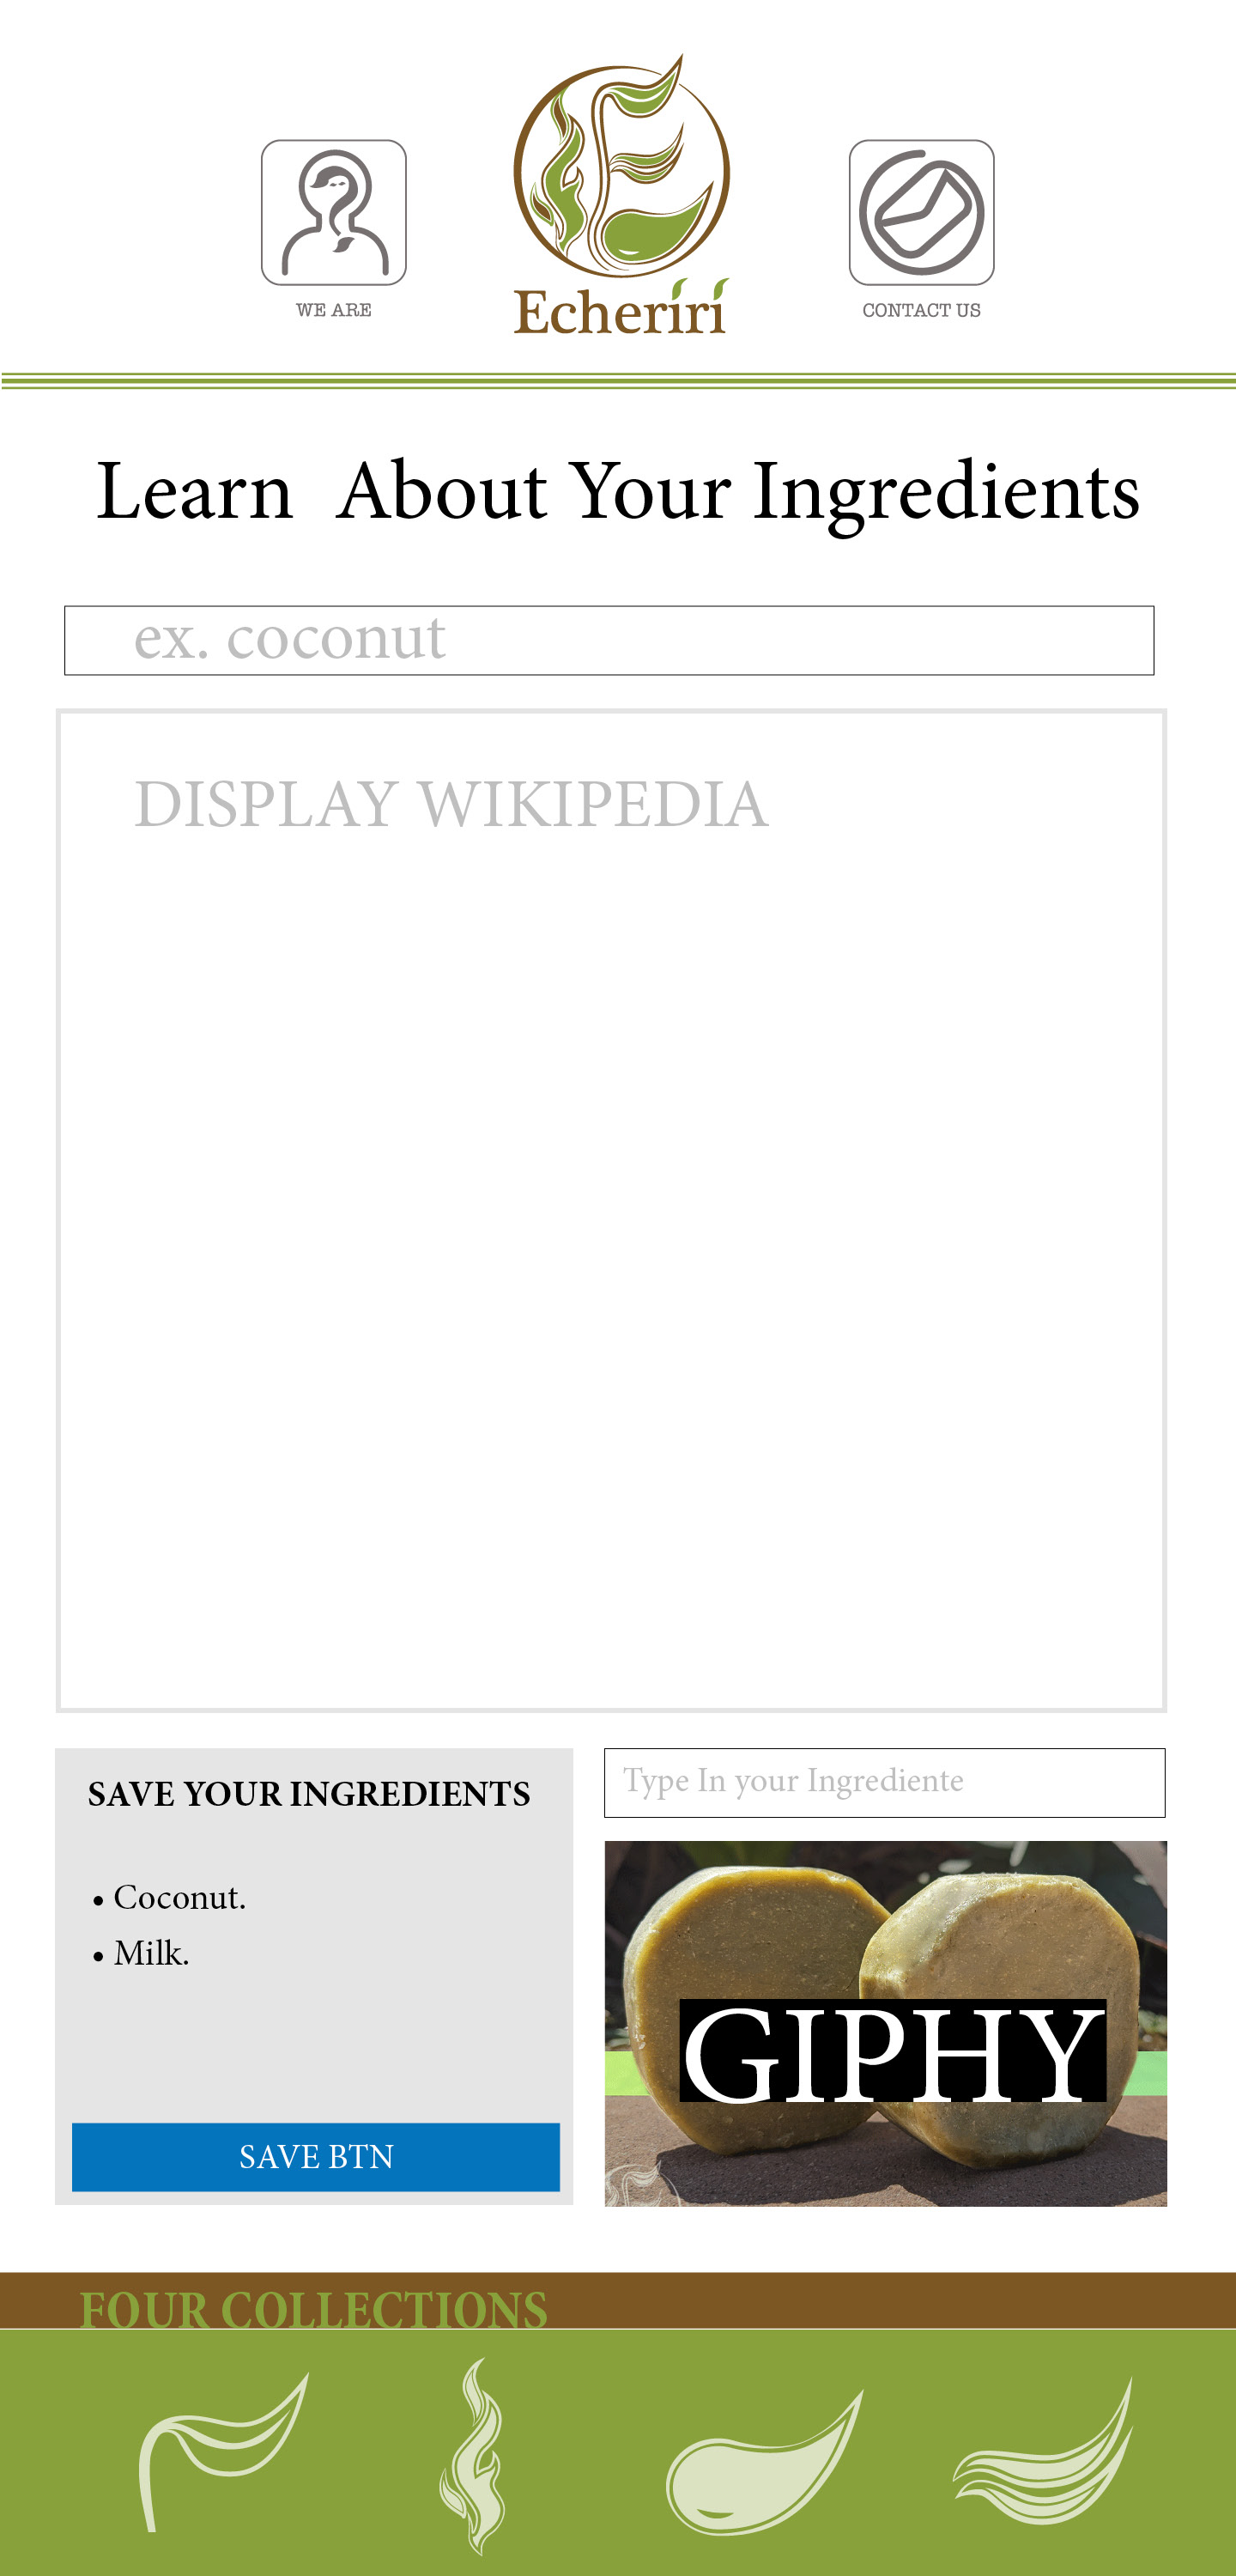 Echeriri
WE ARE
CONTACT US
Learn  About Your Ingredients
ex. coconut
DISPLAY WIKIPEDIA
SAVE YOUR INGREDIENTS
• Coconut.
• Milk.
SAVE BTN
Type In your Ingrediente
GIPHY
FOUR COLLECTIONS